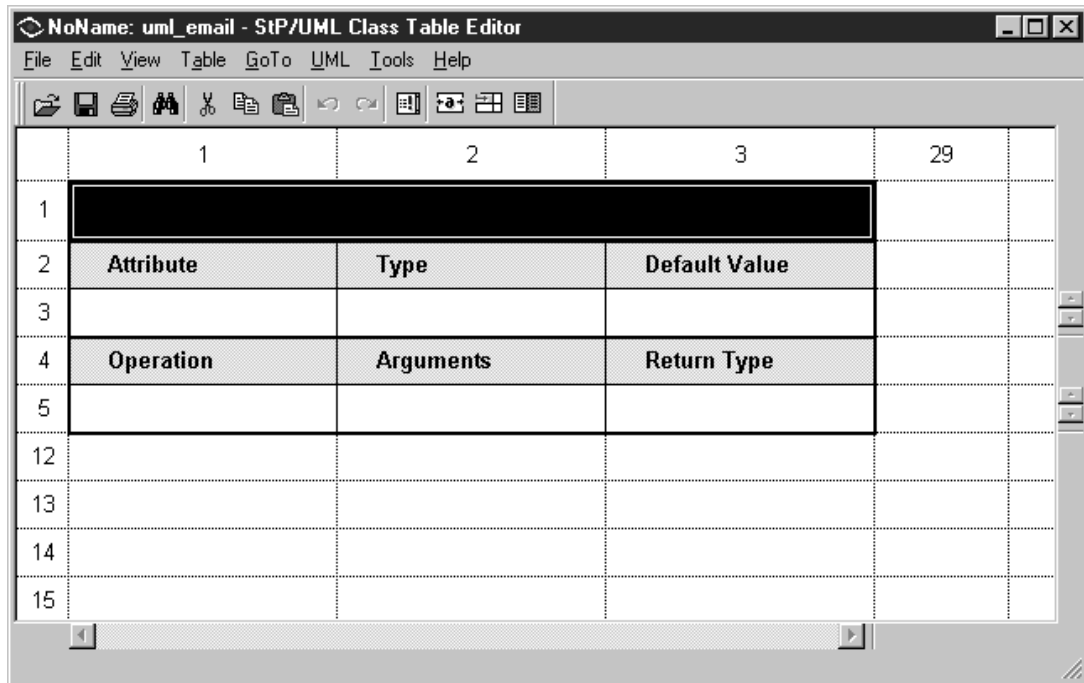 NoName: uml_email - StP/UML Class Table Editor
File Edit View Table GoTo UML Tools Help
1 2 3 29
1
2 Attribute Type Default Value
3
4 Operation Arguments Return Type
5
12
13
14
15